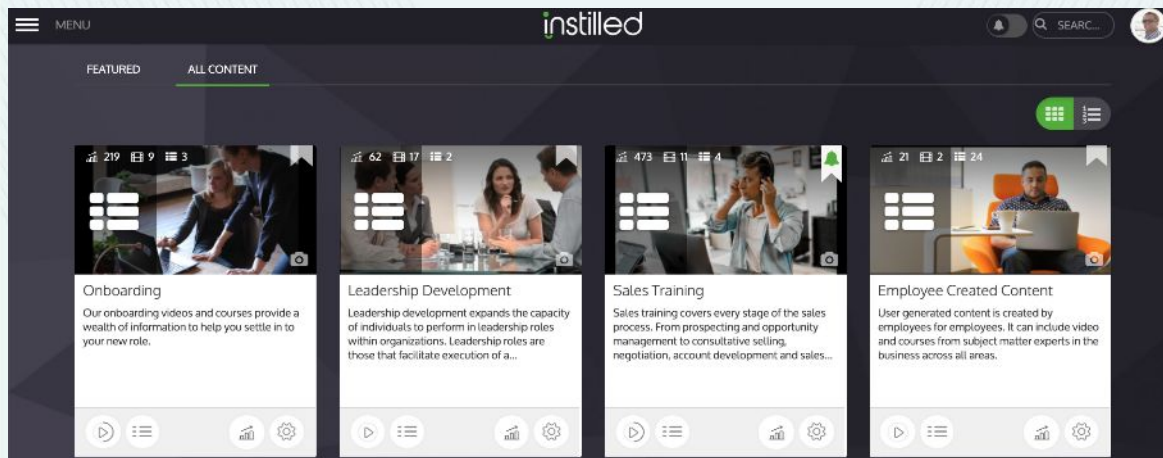 MENU
instilled
SEARC...
FEATURED
ALL CONTENT
219 9 3
62 17 2
473 11 4
21 2 24
Onboarding
Our onboarding videos and courses provide a
wealth of information to help you settle in to
your new role.
Leadership Development
Leadership development expands the capacity
of individuals to perform in leadership roles
within organizations. Leadership roles are
those that facilitate execution of a...
Sales Training
Sales training covers every stage of the sales
process. From prospecting and opportunity
management to consultative selling,
negotiation, account development and sales...
Employee Created Content
User generated content is created by
employees for employees. It can include video
and courses from subject matter experts in the
business across all areas.